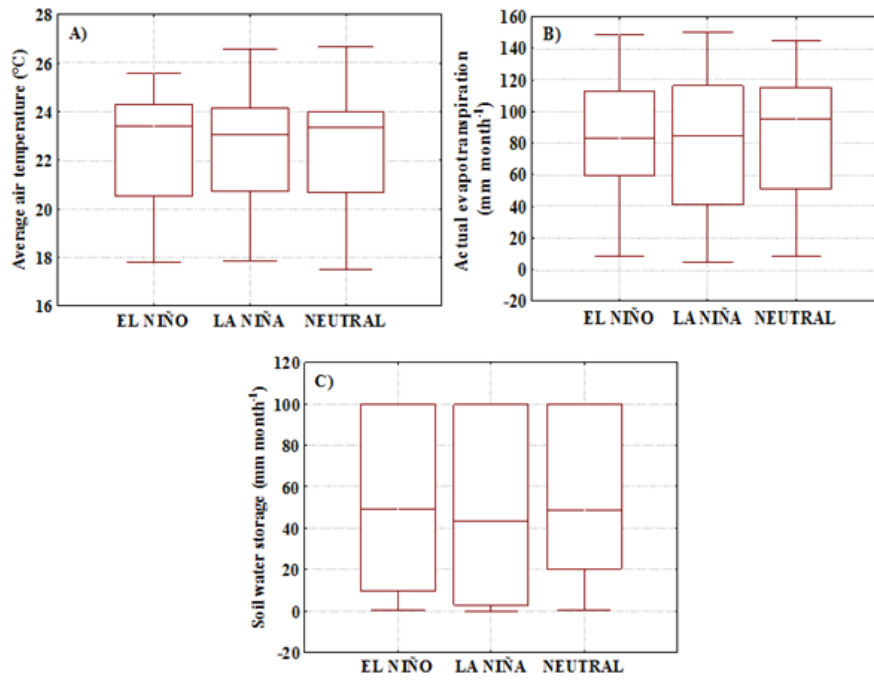 A)
Average air temperature (°C)
28
26
24
22
20
18
16
EL NIÑO LA NIÑA NEUTRAL
B)
Actual evapotranspiration
(mm month⁻¹)
160
140
120
100
80
60
40
20
0
-20
EL NIÑO LA NIÑA NEUTRAL
C)
Soil water storage (mm month⁻¹)
120
100
80
60
40
20
0
-20
EL NIÑO LA NIÑA NEUTRAL